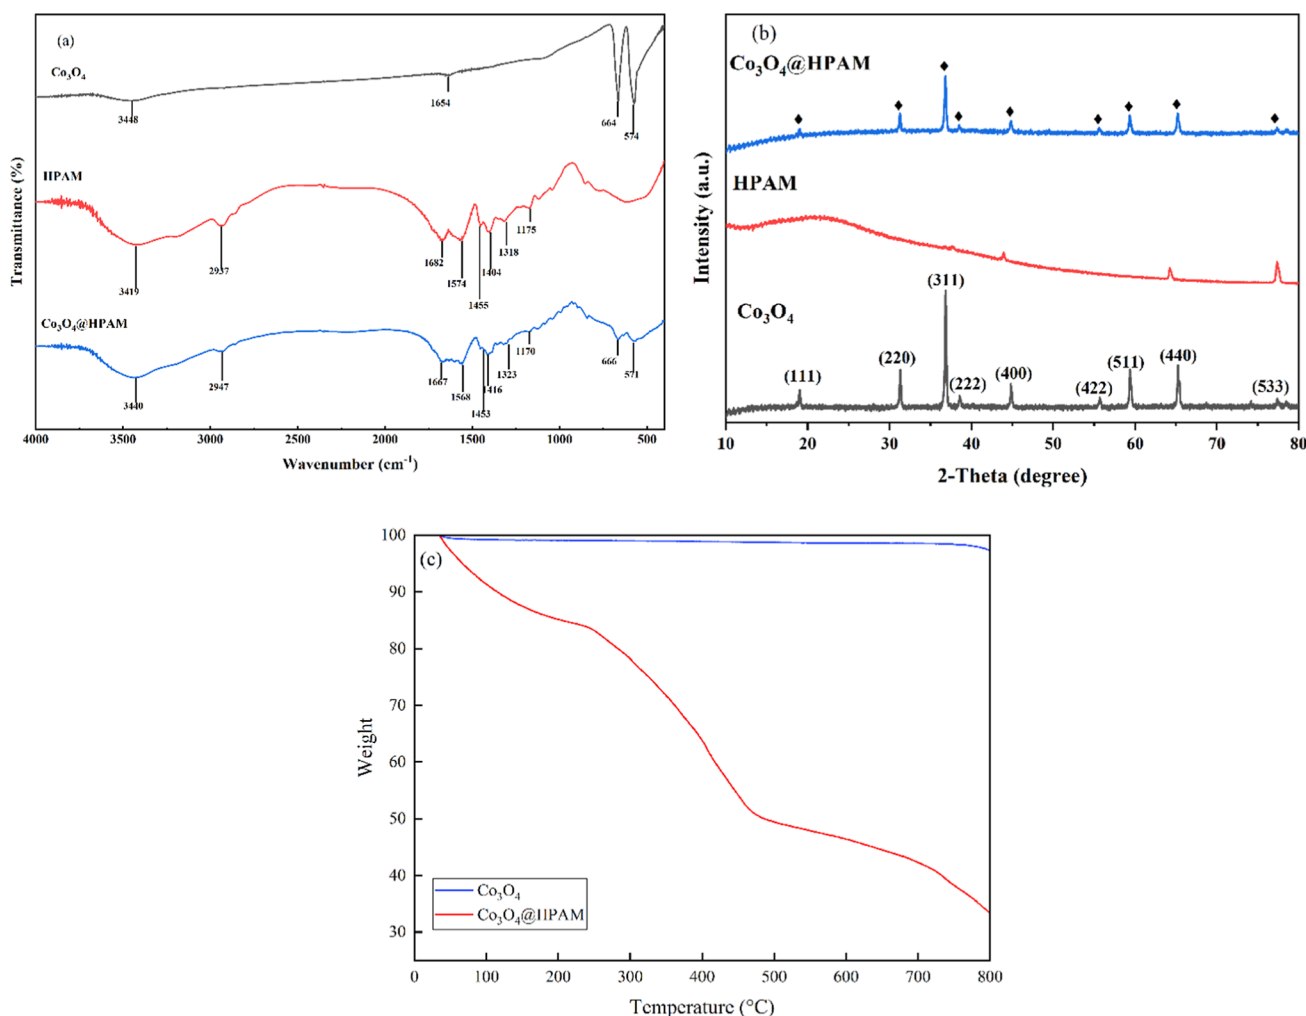 (a)
Co₃O₄
3448
1654
664
574
HPAM
3419
2937
1682
1574
1455
1404
1318
1175
Co₃O₄@HPAM
3440
2947
1667
1568
1453
1416
1323
1170
666
571
4000 3500 3000 2500 2000 1500 1000 500
Wavenumber (cm⁻¹)
Transmittance (%)
(b)
Co₃O₄@HPAM
HPAM
Co₃O₄
(111)
(220)
(311)
(222)
(400)
(422)
(511)
(440)
(533)
10 20 30 40 50 60 70 80
2-Theta (degree)
Intensity (a.u.)
(c)
100
90
80
70
60
50
40
30
Weight
Co₃O₄
Co₃O₄@HPAM
0 100 200 300 400 500 600 700 800
Temperature (°C)